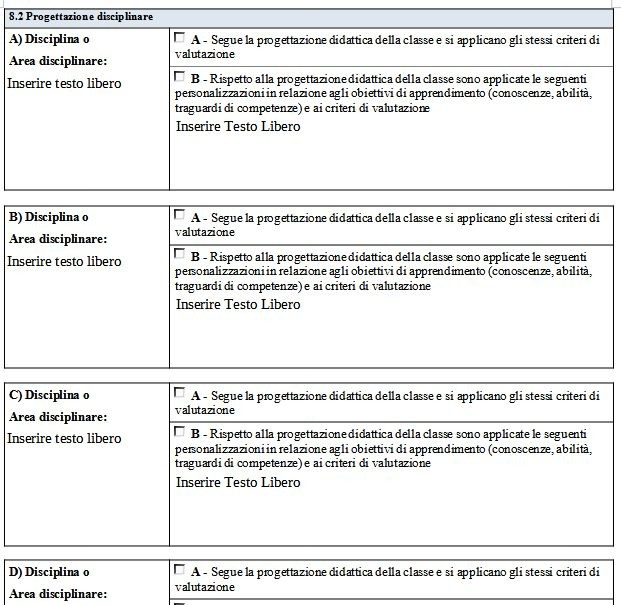 8.2 Progettazione disciplinare
A) Disciplina o
Area disciplinare:
Inserire testo libero
A - Segue la progettazione didattica della classe e si applicano gli stessi criteri di
valutazione
B - Rispetto alla progettazione didattica della classe sono applicate le seguenti
personalizzazioni in relazione agli obiettivi di apprendimento (conoscenze, abilità,
traguardi di competenze) e ai criteri di valutazione
Inserire Testo Libero
B) Disciplina o
Area disciplinare:
Inserire testo libero
A - Segue la progettazione didattica della classe e si applicano gli stessi criteri di
valutazione
B - Rispetto alla progettazione didattica della classe sono applicate le seguenti
personalizzazioni in relazione agli obiettivi di apprendimento (conoscenze, abilità,
traguardi di competenze) e ai criteri di valutazione
Inserire Testo Libero
C) Disciplina o
Area disciplinare:
Inserire testo libero
A - Segue la progettazione didattica della classe e si applicano gli stessi criteri di
valutazione
B - Rispetto alla progettazione didattica della classe sono applicate le seguenti
personalizzazioni in relazione agli obiettivi di apprendimento (conoscenze, abilità,
traguardi di competenze) e ai criteri di valutazione
Inserire Testo Libero
D) Disciplina o
Area disciplinare:
A - Segue la progettazione didattica della classe e si applicano gli stessi criteri di
valutazione